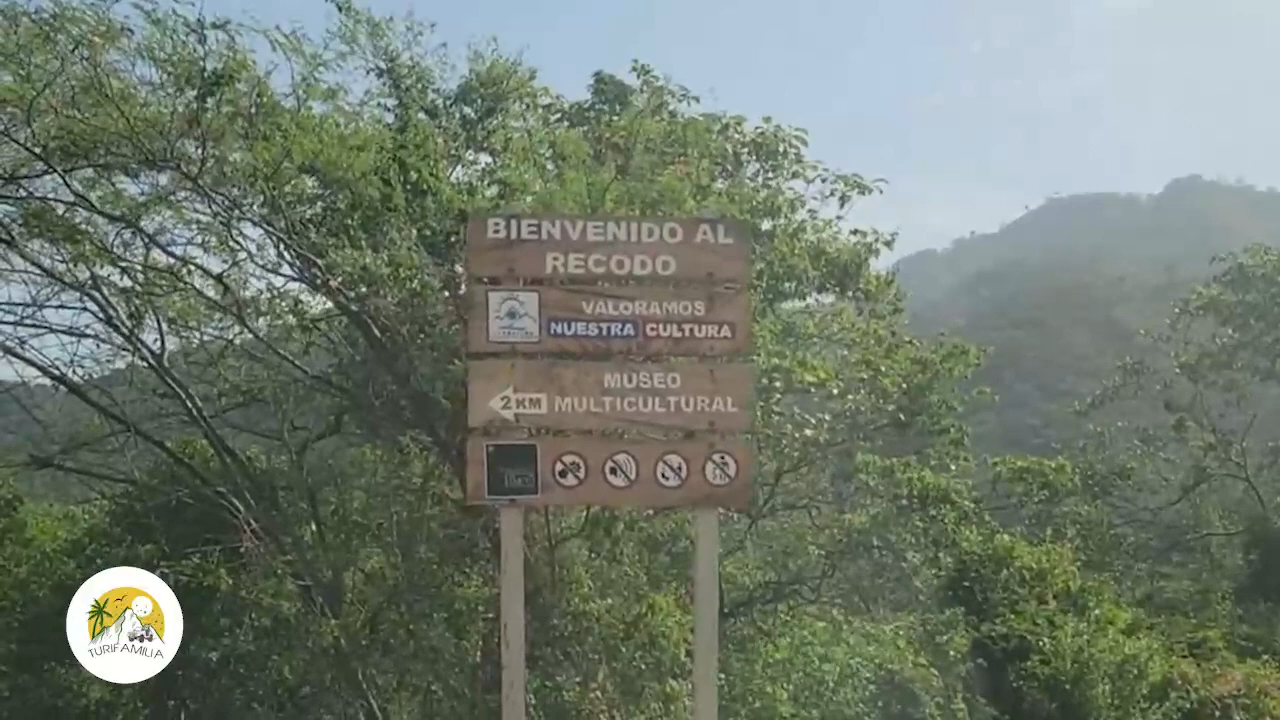 BIENVENIDO AL
RECODO
VALORAMOS
NUESTRA CULTURA
MUSEO
2 KM MULTICULTURAL
TURIFAMILIA